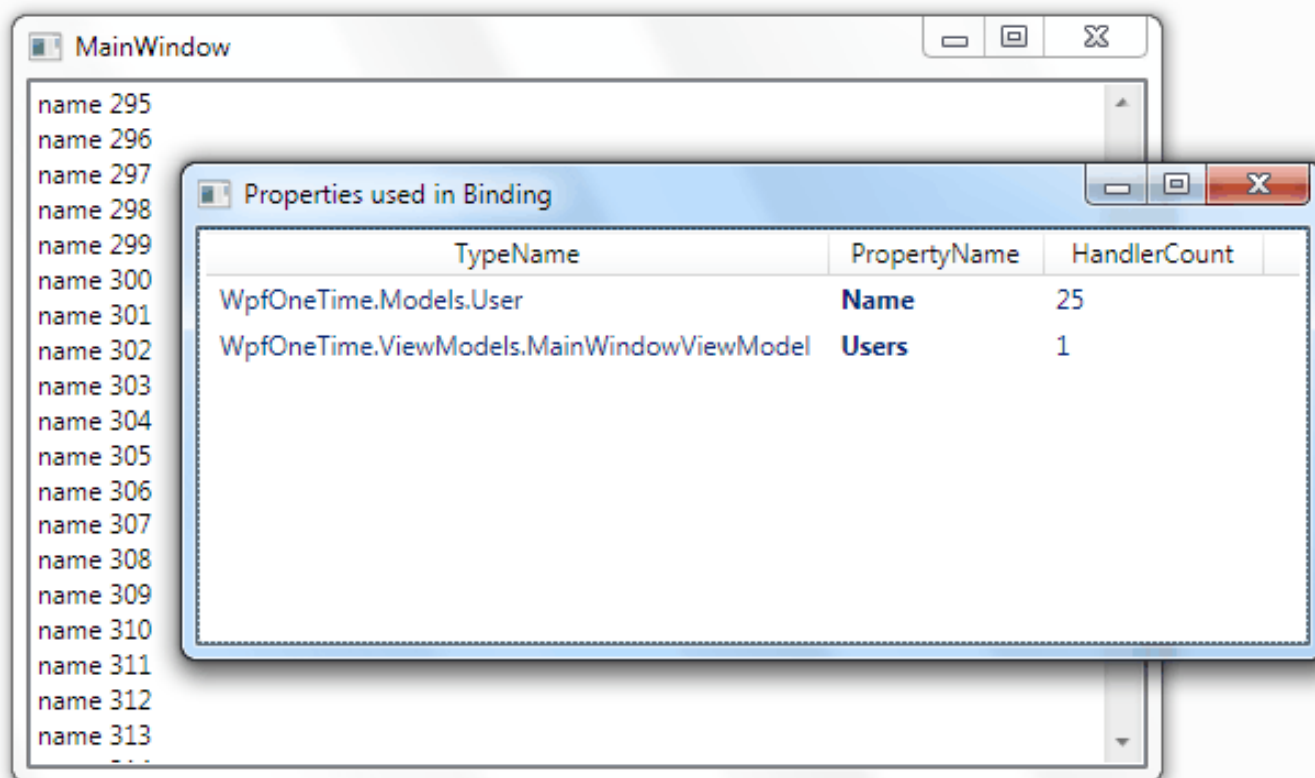 MainWindow
name 295
name 296
name 297
name 298
name 299
name 300
name 301
name 302
name 303
name 304
name 305
name 306
name 307
name 308
name 309
name 310
name 311
name 312
name 313
Properties used in Binding
TypeName PropertyName HandlerCount
WpfOneTime.Models.User Name 25
WpfOneTime.ViewModels.MainWindowViewModel Users 1